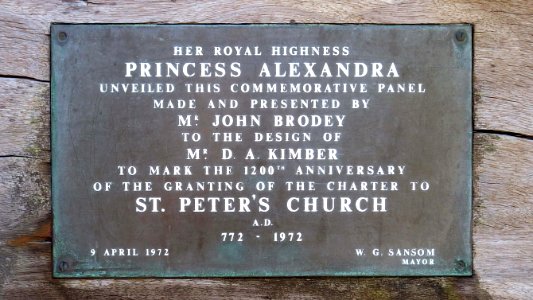 HER ROYAL HIGHNESS
PRINCESS ALEXANDRA
UNVEILED THIS COMMEMORATIVE PANEL
MADE AND PRESENTED BY
MR. JOHN BRODEY
TO THE DESIGN OF
MR. D. A. KIMBER
TO MARK THE 1200TH ANNIVERSARY
OF THE GRANTING OF THE CHARTER TO
ST. PETER'S CHURCH
A.D.
772 - 1972
9 APRIL 1972 W. G. SANSOM
MAYOR